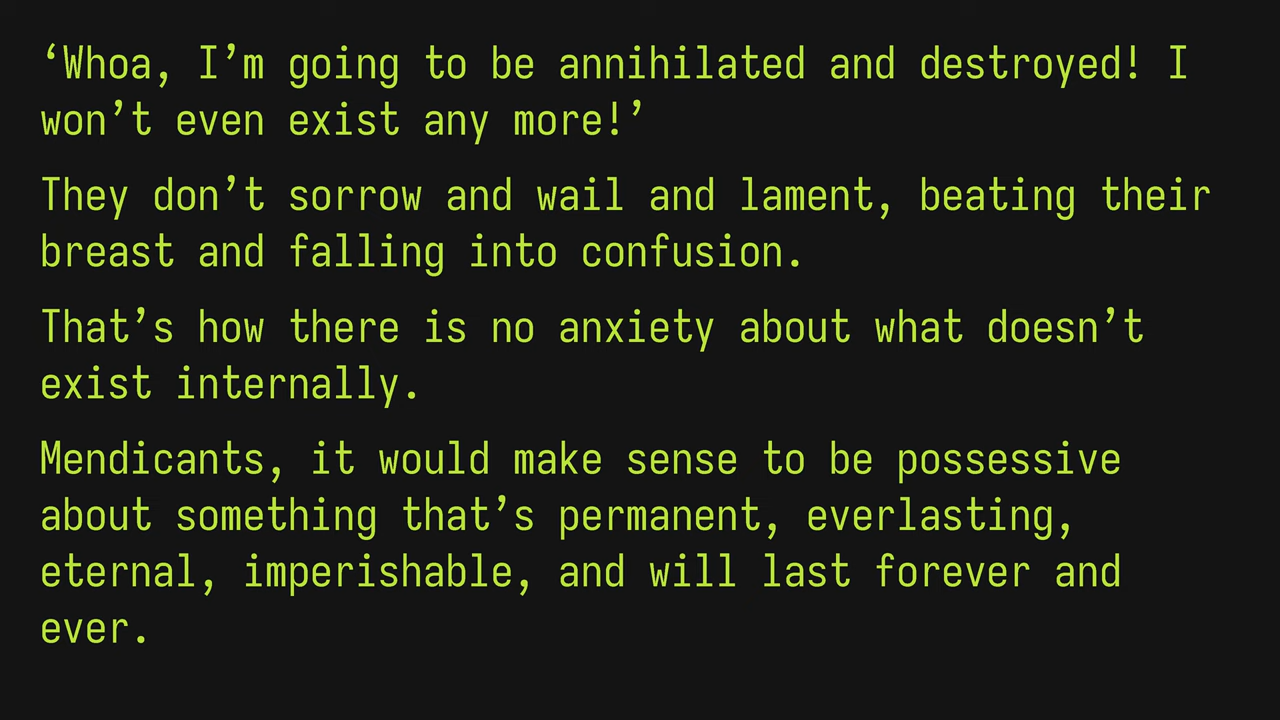 ‘Whoa, I’m going to be annihilated and destroyed! I
won’t even exist any more!’
They don’t sorrow and wail and lament, beating their
breast and falling into confusion.
That’s how there is no anxiety about what doesn’t
exist internally.
Mendicants, it would make sense to be possessive
about something that’s permanent, everlasting,
eternal, imperishable, and will last forever and
ever.